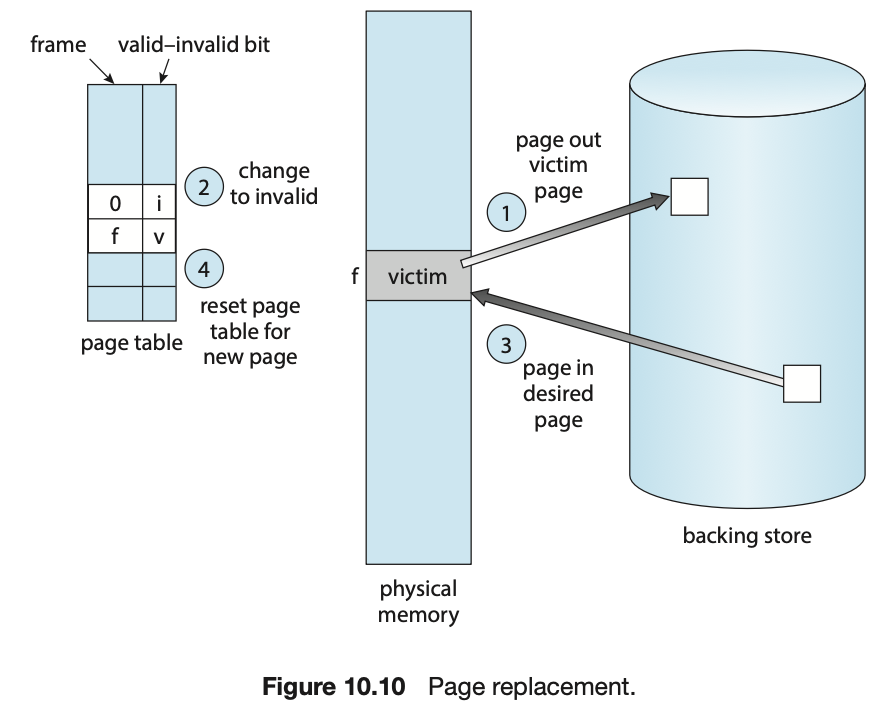 frame
valid–invalid bit
0
i
f
v
2
change
to invalid
4
reset page
table for
new page
page table
f
victim
physical
memory
1
page out
victim
page
3
page in
desired
page
backing store
Figure 10.10 Page replacement.